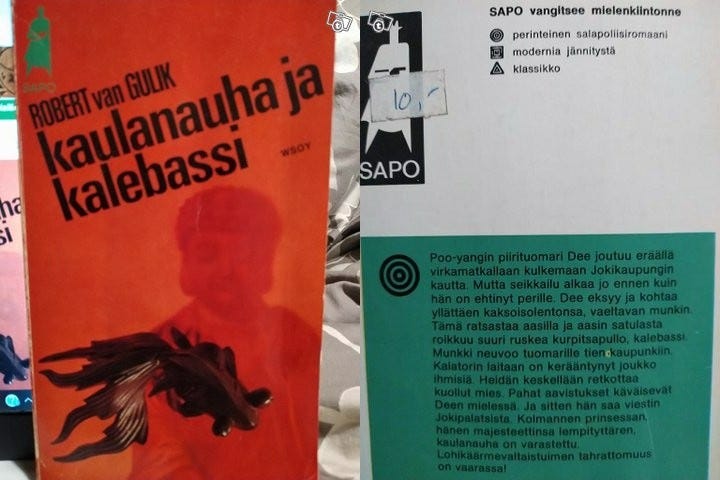 SAPO
ROBERT van GULIK
kaulanauha ja
kalebassi
WSOY
SAPO vangitsee mielenkiintonne
perinteinen salapoliisiromaani
modernia jännitystä
klassikko
10,-
SAPO
Poo-yangin piirituomari Dee joutuu eräällä
virkamatkallaan kulkemaan Jokikaupungin
kautta. Mutta seikkailu alkaa jo ennen kuin
hän on ehtinyt perille. Dee eksyy ja kohtaa
yllättäen kaksoisolentonsa, vaeltavan munkin.
Tämä ratsastaa aasilla ja aasin satulasta
roikkuu suuri ruskea kurpitsapullo, kalebassi.
Munkki neuvoo tuomarille tien kaupunkiin.
Kalatorin laitaan on kerääntynyt joukko
ihmisiä. Heidän keskellään retkottaa
kuollut mies. Pahat aavistukset käväisevät
Deen mielessä. Ja sitten hän saa viestin
Jokipalatsista. Kolmannen prinsessan,
hänen majesteettinsa lempityttären,
kaulanauha on varastettu.
Lohikäärmevaltaistuimen tahrattomuus
on vaarassa!